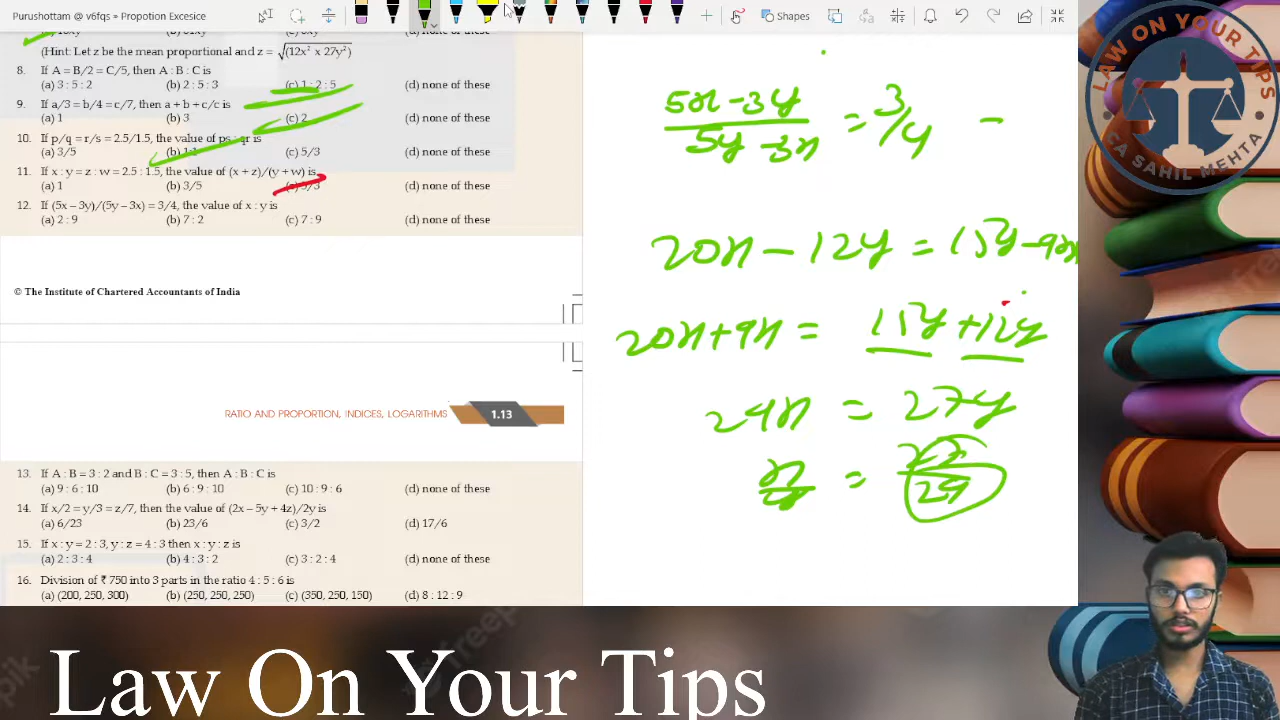 Purushottam @ v6fqs > Propotion Excesice
Shapes
(d) none of these
(Hint: Let z be the mean proportional and z = √(12x² x 27y²)
8. If A = B/2 = C/5, then A : B : C is
(a) 3 : 5 : 2 (b) 2 : 5 : 3 (c) 1 : 2 : 5 (d) none of these
9. If a/3 = b/4 = c/7, then a + b + c/c is
(b) 3 (c) 2 (d) none of these
10. If p/q = r/s = 2.5/1.5, the value of ps : qr is
(a) 3/5 (c) 5/3 (d) none of these
11. If x : y = z : w = 2.5 : 1.5, the value of (x + z)/(y + w) is
(a) 1 (b) 3/5 (c) 5/3 (d) none of these
12. If (5x – 3y)/(5y – 3x) = 3/4, the value of x : y is
(a) 2 : 9 (b) 7 : 2 (c) 7 : 9 (d) none of these
© The Institute of Chartered Accountants of India
RATIO AND PROPORTION, INDICES, LOGARITHMS 1.13
13. If A : B = 3 : 2 and B : C = 3 : 5, then A : B : C is
(a) 9 : 6 : 10 (b) 6 : 9 : 10 (c) 10 : 9 : 6 (d) none of these
14. If x/2 = y/3 = z/7, then the value of (2x – 5y + 4z)/2y is
(a) 6/23 (b) 23/6 (c) 3/2 (d) 17/6
15. If x : y = 2 : 3, y : z = 4 : 3 then x : y : z is
(a) 2 : 3 : 4 (b) 4 : 3 : 2 (c) 3 : 2 : 4 (d) none of these
16. Division of ₹ 750 into 3 parts in the ratio 4 : 5 : 6 is
(a) (200, 250, 300) (b) (250, 250, 250) (c) (350, 250, 150) (d) 8 : 12 : 9
5x - 3y / 5y - 3x = 3/4 -
20x - 12y = 15y - 9x
20x + 9x = 15y + 12y
29x = 27y
x/y = 27/29
LAW ON YOUR TIPS
CA SAHIL MEHTA
Law On Your Tips